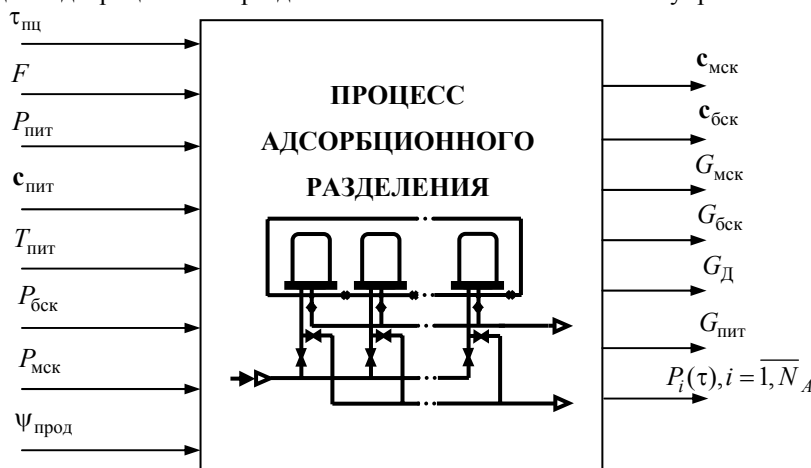 τпц
F
Pпит
cпит
Tпит
Pбск
Pмск
ψпрод
ПРОЦЕСС
АДСОРБЦИОННОГО
РАЗДЕЛЕНИЯ
cмск
cбск
Gмск
Gбск
GД
Gпит
Pi(τ), i = 1, NA